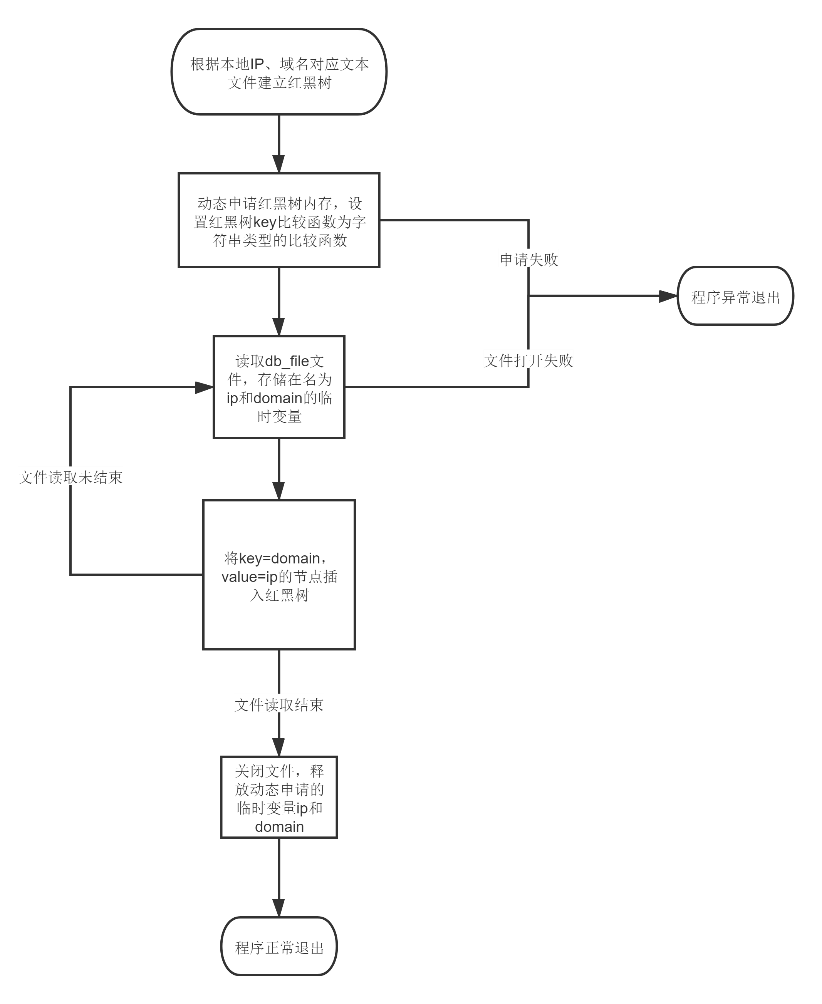 根据本地IP、域名对应文本
文件建立红黑树
动态申请红黑树内存，设
置红黑树key比较函数为字
符串类型的比较函数
申请失败
程序异常退出
读取db_file文
件，存储在名为
ip和domain的临
时变量
文件打开失败
文件读取未结束
将key=domain，
value=ip的节点插
入红黑树
文件读取结束
关闭文件，释
放动态申请的
临时变量ip和
domain
程序正常退出